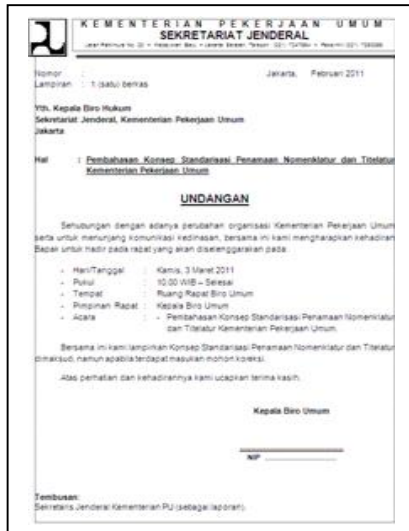 KEMENTERIAN PEKERJAAN UMUM
SEKRETARIAT JENDERAL
Nomor :
Jakarta, Pebruari 2011
Lampiran : 1 (satu) berkas
Yth. Kepala Biro Hukum
Sekretariat Jenderal, Kementerian Pekerjaan Umum
Jakarta
Hal : Pembahasan Konsep Standarisasi Penamaan Nomenklatur dan Titelatur
Kementerian Pekerjaan Umum
UNDANGAN
Sehubungan dengan adanya perubahan organisasi Kementerian Pekerjaan Umum
serta untuk menunjang komunikasi kedinasan, bersama ini kami mengharapkan kehadiran
Bapak untuk hadir pada rapat yang akan diselenggarakan pada:
- Hari/Tanggal : Kamis, 3 Maret 2011
- Pukul : 10.00 WIB – Selesai
- Tempat : Ruang Rapat Biro Umum
- Pimpinan Rapat : Kepala Biro Umum
- Acara : - Pembahasan Konsep Standarisasi Penamaan Nomenklatur
dan Titelatur Kementerian Pekerjaan Umum.
Bersama ini kami lampirkan Konsep Standarisasi Penamaan Nomenklatur dan Titelatur
dimaksud, namun apabila terdapat masukan mohon koreksi.
Atas perhatian dan kehadirannya kami ucapkan terima kasih.
Kepala Biro Umum
NIP
Tembusan:
Sekretaris Jenderal Kementerian PU (sebagai laporan).